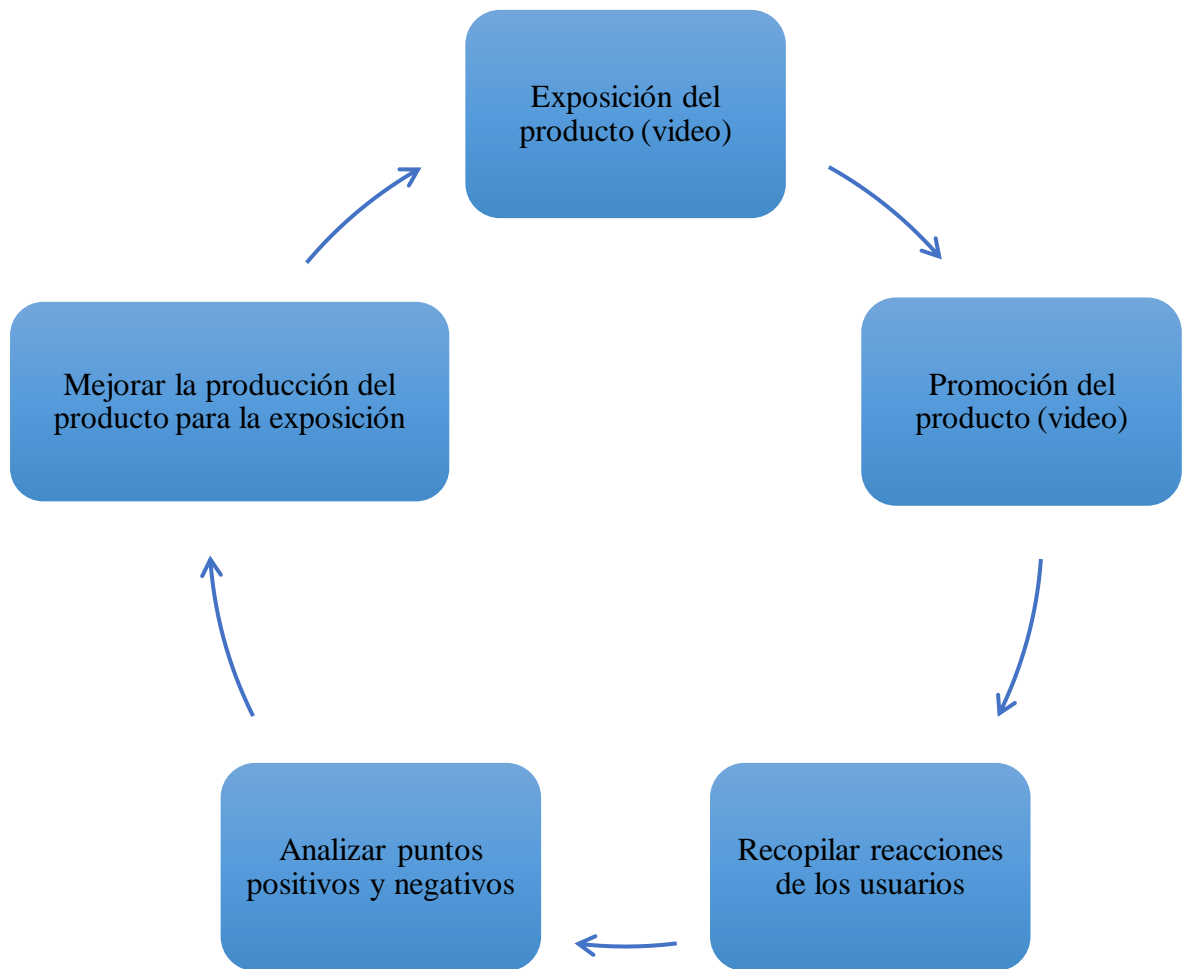 Exposición del
producto (video)
Promoción del
producto (video)
Recopilar reacciones
de los usuarios
Analizar puntos
positivos y negativos
Mejorar la producción del
producto para la exposición